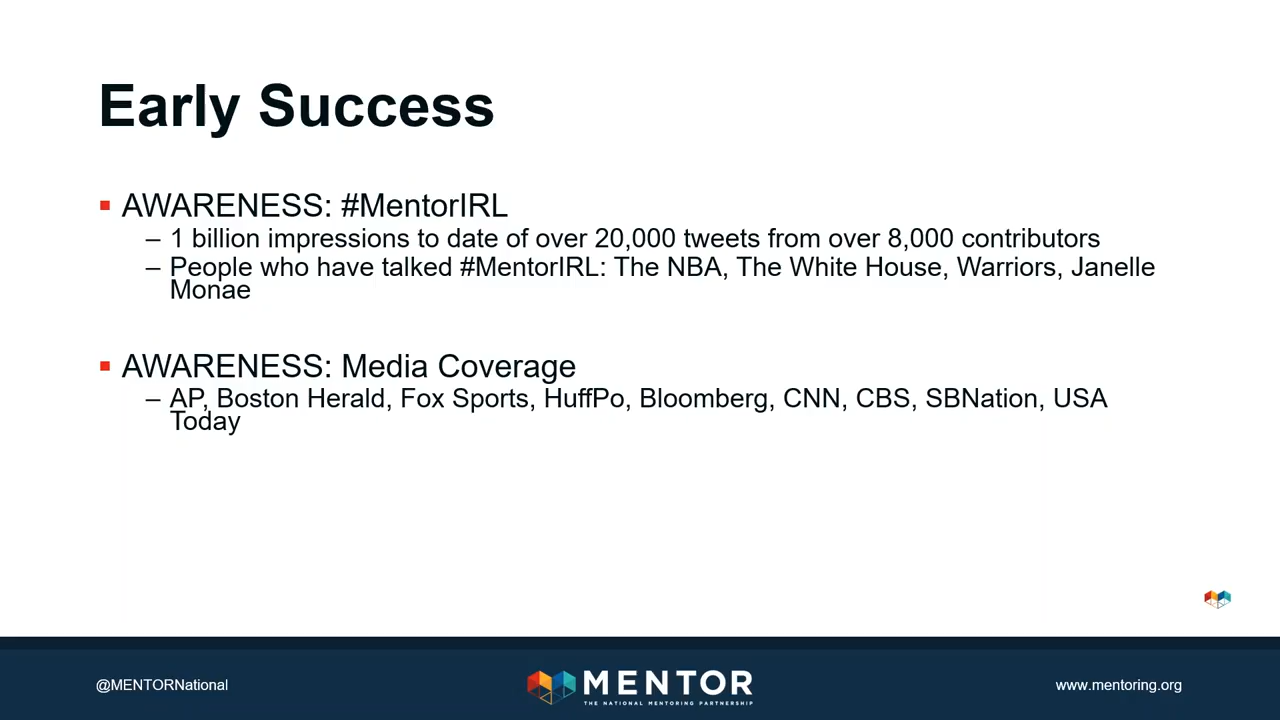 Early Success
▪ AWARENESS: #MentorIRL
– 1 billion impressions to date of over 20,000 tweets from over 8,000 contributors
– People who have talked #MentorIRL: The NBA, The White House, Warriors, Janelle
Monae
▪ AWARENESS: Media Coverage
– AP, Boston Herald, Fox Sports, HuffPo, Bloomberg, CNN, CBS, SBNation, USA
Today
@MENTORNational
MENTOR
THE NATIONAL MENTORING PARTNERSHIP
www.mentoring.org